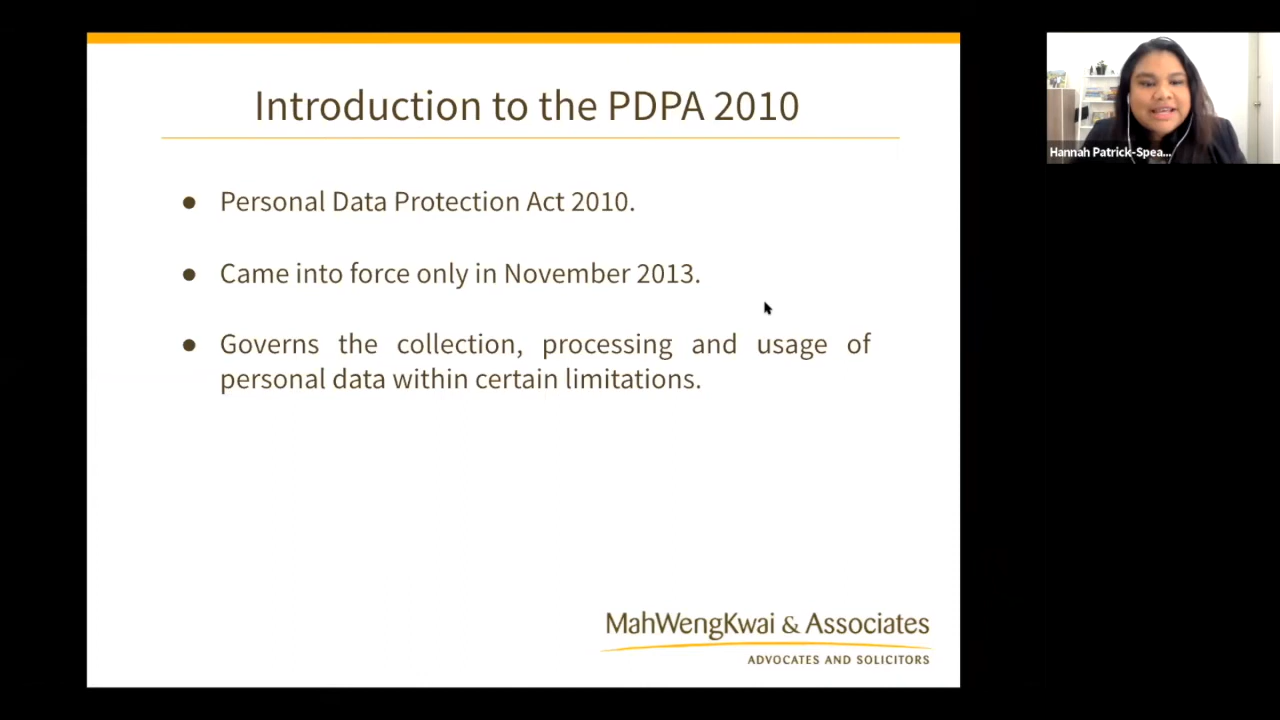 Introduction to the PDPA 2010
Personal Data Protection Act 2010.
Came into force only in November 2013.
Governs the collection, processing and usage of
personal data within certain limitations.
MahWengKwai & Associates
ADVOCATES AND SOLICITORS
Hannah Patrick-Spea...